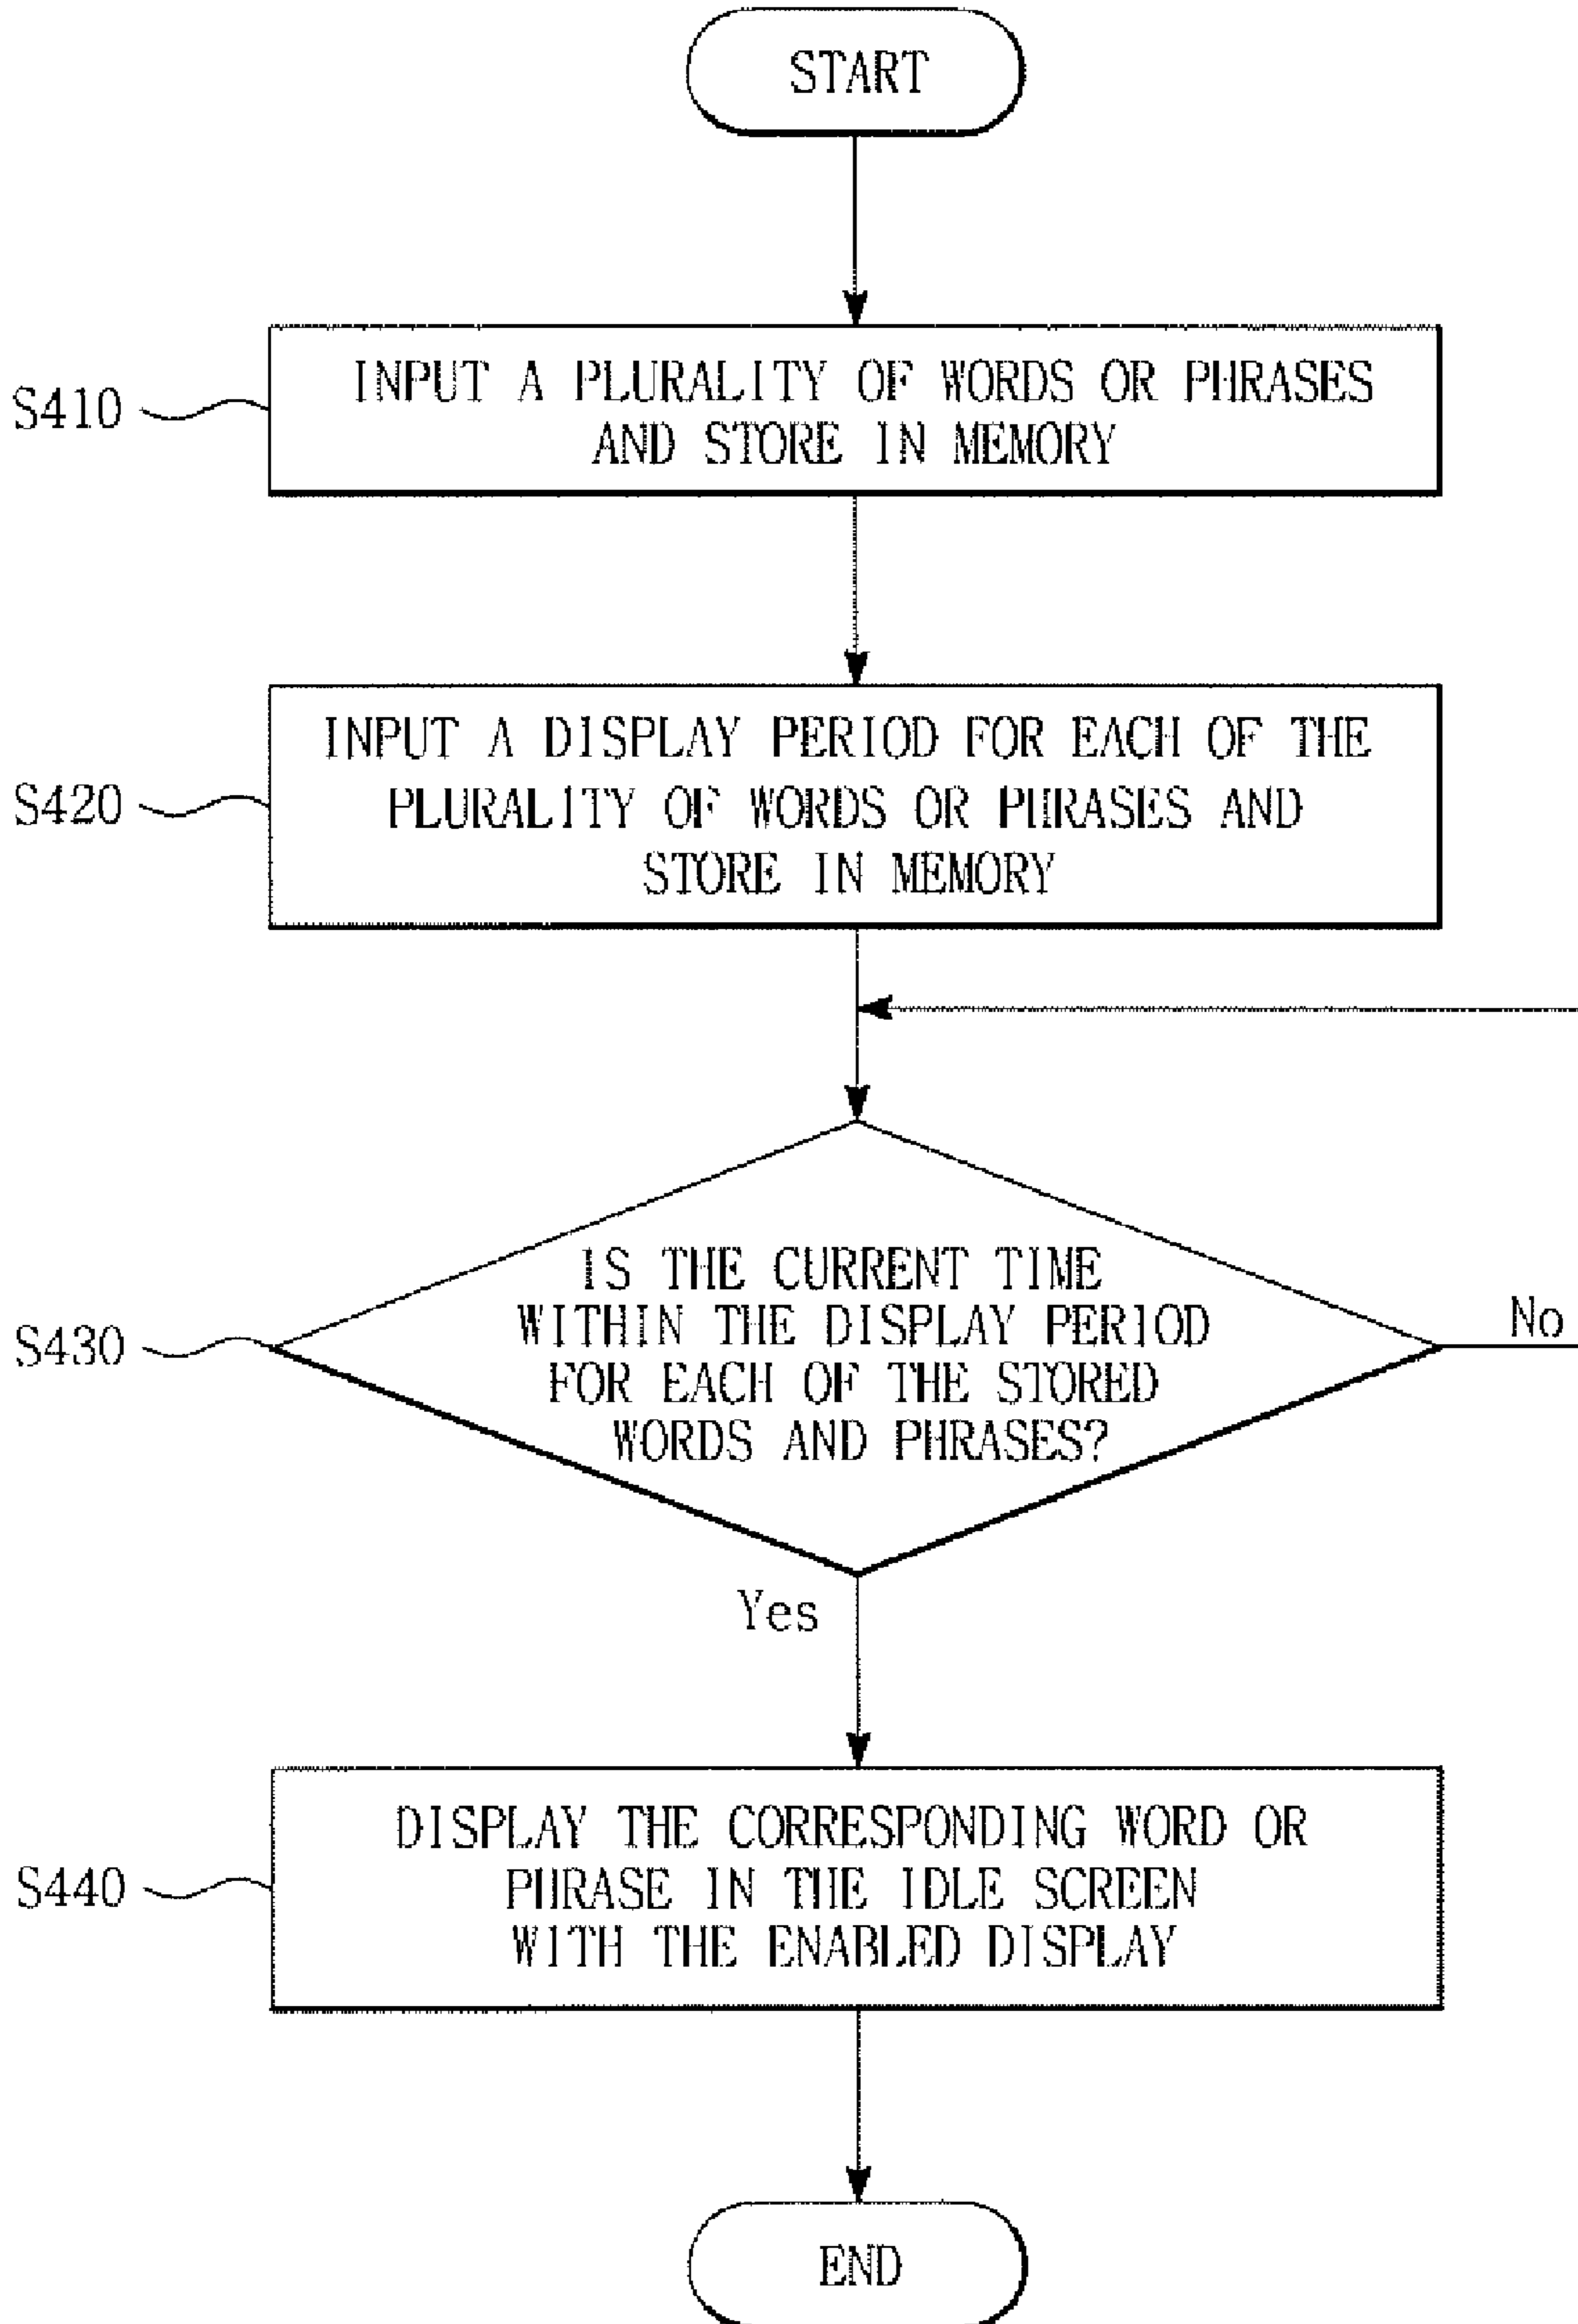 START
S410
INPUT A PLURALITY OF WORDS OR PHRASES
AND STORE IN MEMORY
S420
INPUT A DISPLAY PERIOD FOR EACH OF THE
PLURALITY OF WORDS OR PHRASES AND
STORE IN MEMORY
S430
IS THE CURRENT TIME
WITHIN THE DISPLAY PERIOD
FOR EACH OF THE STORED
WORDS AND PHRASES?
No
Yes
S440
DISPLAY THE CORRESPONDING WORD OR
PHRASE IN THE IDLE SCREEN
WITH THE ENABLED DISPLAY
END